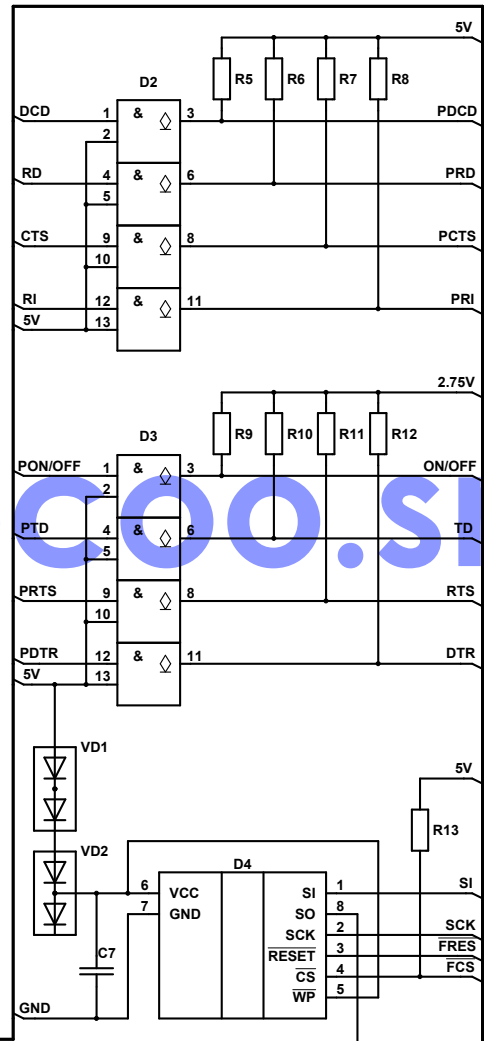 5V
D2 R5 R6 R7 R8
DCD 1 & 3 PDCD
2
RD 4 & 6 PRD
5
CTS 9 & 8 PCTS
10
RI 12 & 11 PRI
5V 13
2.75V
D3 R9 R10 R11 R12
PON/OFF 1 & 3 ON/OFF
2
COO.SI
PTD 4 & 6 TD
5
PRTS 9 & 8 RTS
10
PDTR 12 & 11 DTR
5V 13
VD1
5V
R13
VD2
D4
6 VCC SI 1 SI
7 GND SO 8
SCK 2 SCK
C7 RESET 3 FRES
CS 4 FCS
WP 5
GND